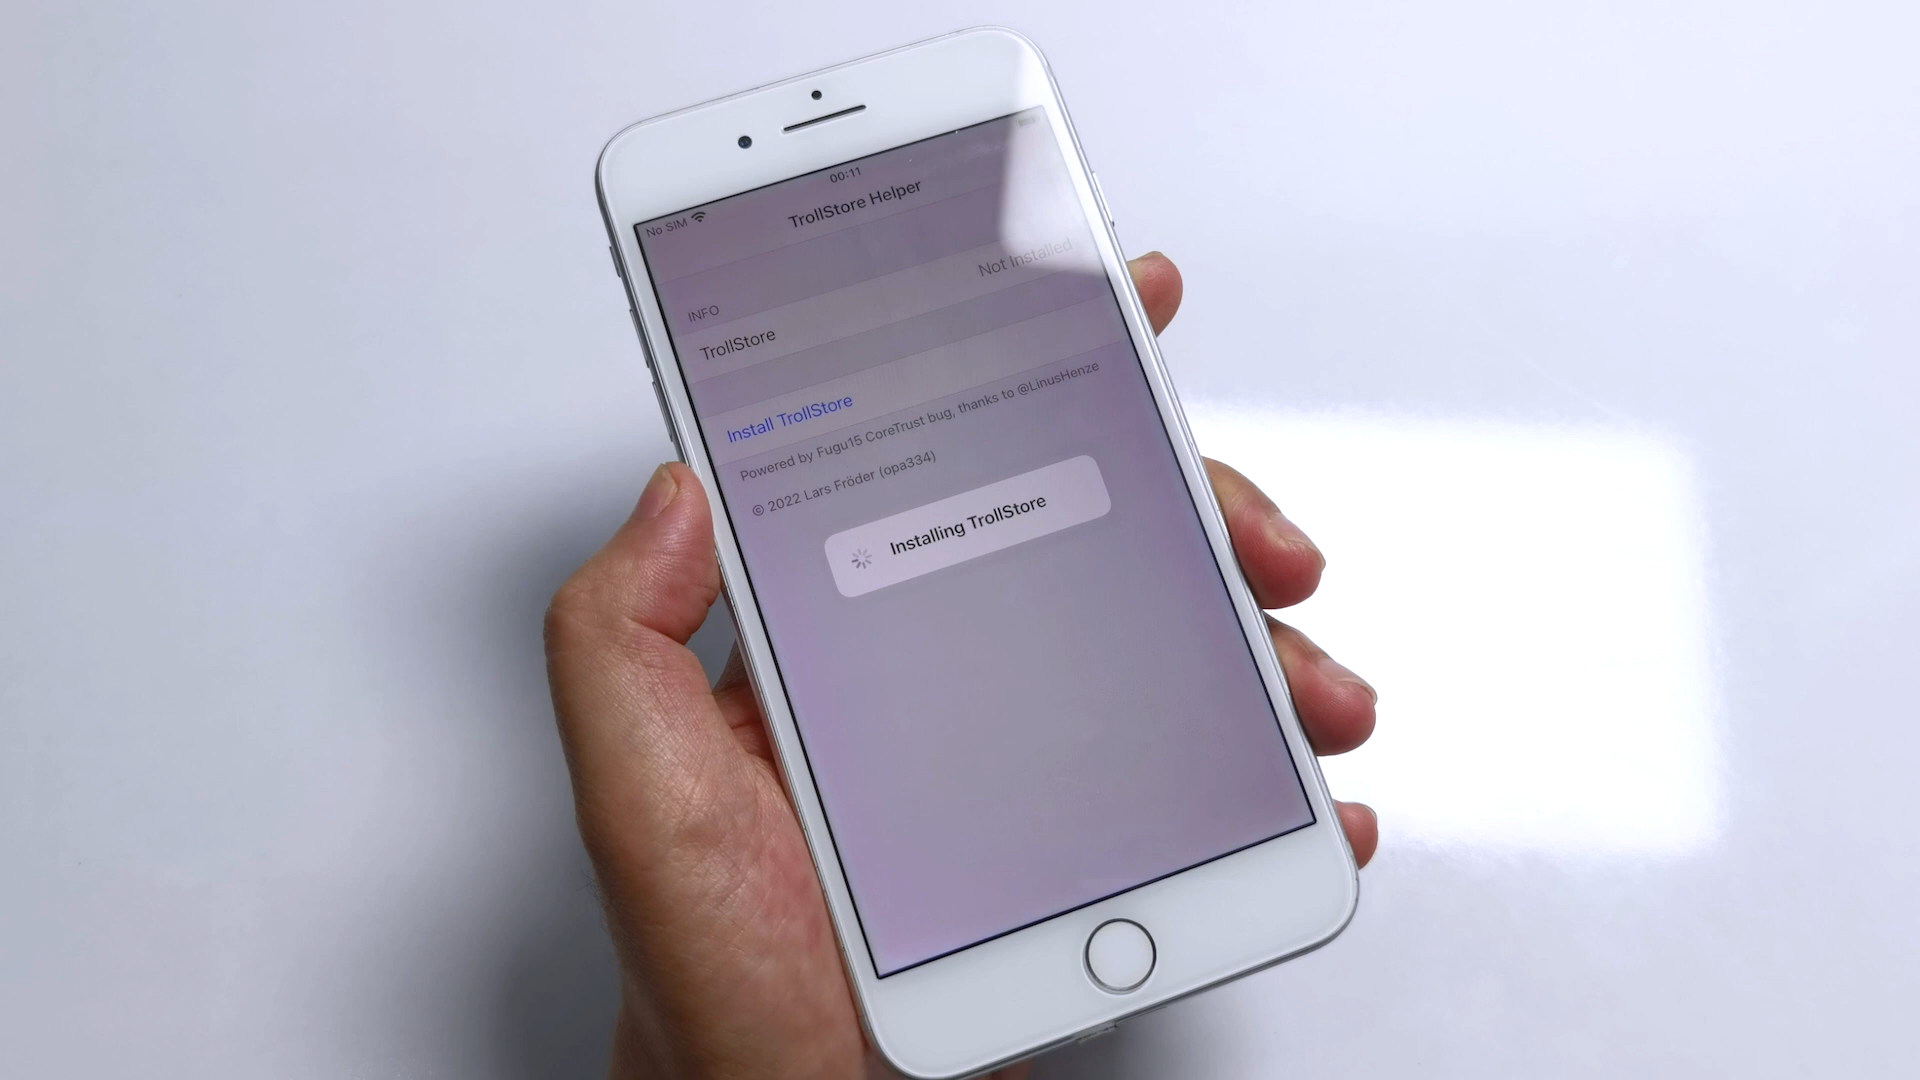 No SIM 00:11
TrollStore Helper
INFO
TrollStore Not Installed
Install TrollStore
Powered by Fugu15 CoreTrust bug, thanks to @LinusHenze
© 2022 Lars Fröder (opa334)
Installing TrollStore